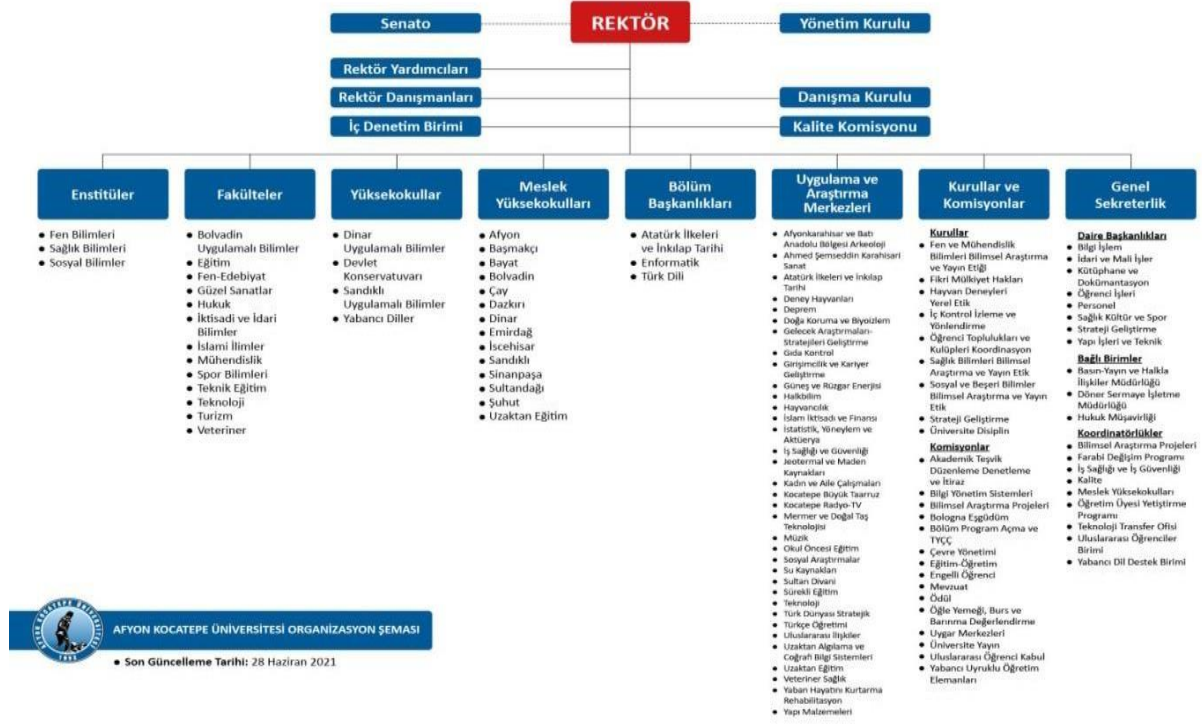 Senato
REKTÖR
Yönetim Kurulu
Rektör Yardımcıları
Rektör Danışmanları
Danışma Kurulu
İç Denetim Birimi
Kalite Komisyonu
Enstitüler
• Fen Bilimleri
• Sağlık Bilimleri
• Sosyal Bilimler
Fakülteler
• Bolvadin
Uygulamalı Bilimler
• Eğitim
• Fen-Edebiyat
• Güzel Sanatlar
• Hukuk
• İktisadi ve İdari
Bilimler
• İslami İlimler
• Mühendislik
• Spor Bilimleri
• Teknik Eğitim
• Teknoloji
• Turizm
• Veteriner
Yüksekokullar
• Dinar
Uygulamalı Bilimler
• Devlet
Konservatuvarı
• Sandıklı
Uygulamalı Bilimler
• Yabancı Diller
Meslek
Yüksekokulları
• Afyon
• Başmakçı
• Bayat
• Bolvadin
• Çay
• Dazkırı
• Dinar
• Emirdağ
• İscehisar
• Sandıklı
• Sinanpaşa
• Sultandağı
• Şuhut
• Uzaktan Eğitim
Bölüm
Başkanlıkları
• Atatürk İlkeleri
ve İnkılap Tarihi
• Enformatik
• Türk Dili
Uygulama ve
Araştırma
Merkezleri
• Afyonkarahisar ve Batı
Anadolu Bölgesi Arkeoloji
• Ahmed Şemseddin Karahisari
Sanat
• Atatürk İlkeleri ve İnkılap
Tarihi
• Deney Hayvanları
• Deprem
• Doğa Koruma ve Biyoizlem
• Gelecek Araştırmaları-
Stratejileri Geliştirme
• Gıda Kontrol
• Girişimcilik ve Kariyer
Geliştirme
• Güneş ve Rüzgar Enerjisi
• Halkbilim
• Hayvancılık
• İslam İktisadı ve Finansı
• İstatistik, Yöneylem ve
Aktüerya
• İş Sağlığı ve Güvenliği
• Jeotermal ve Maden
Kaynakları
• Kadın ve Aile Çalışmaları
• Kocatepe Büyük Taarruz
• Kocatepe Radyo-TV
• Mermer ve Doğal Taş
Teknolojisi
• Müzik
• Okul Öncesi Eğitim
• Sosyal Araştırmalar
• Su Kaynakları
• Sultan Divani
• Sürekli Eğitim
• Teknoloji
• Türk Dünyası Stratejik
• Türkçe Öğretimi
• Uluslararası İlişkiler
• Uzaktan Algılama ve
Coğrafi Bilgi Sistemleri
• Uzaktan Eğitim
• Veteriner Sağlık
• Yaban Hayatını Kurtarma
Rehabilitasyon
• Yapı Malzemeleri
Kurullar ve
Komisyonlar
Kurullar
• Fen ve Mühendislik
Bilimleri Bilimsel Araştırma
ve Yayın Etiği
• Fikri Mülkiyet Hakları
• Hayvan Deneyleri
Yerel Etik
• İç Kontrol İzleme ve
Yönlendirme
• Öğrenci Toplulukları ve
Kulüpleri Koordinasyon
• Sağlık Bilimleri Bilimsel
Araştırma ve Yayın Etik
• Sosyal ve Beşeri Bilimler
Bilimsel Araştırma ve Yayın
Etik
• Strateji Geliştirme
• Üniversite Disiplin
Komisyonlar
• Akademik Teşvik
Düzenleme Denetleme
ve İtiraz
• Bilgi Yönetim Sistemleri
• Bilimsel Araştırma Projeleri
• Bologna Eşgüdüm
• Bölüm Program Açma ve
TYÇÇ
• Çevre Yönetimi
• Eğitim-Öğretim
• Engelli Öğrenci
• Mevzuat
• Ödül
• Öğle Yemeği, Burs ve
Barınma Değerlendirme
• Uygar Merkezleri
• Üniversite Yayın
• Uluslararası Öğrenci Kabul
• Yabancı Uyruklu Öğretim
Elemanları
Genel
Sekreterlik
Daire Başkanlıkları
• Bilgi İşlem
• İdari ve Mali İşler
• Kütüphane ve
Dokümantasyon
• Öğrenci İşleri
• Personel
• Sağlık Kültür ve Spor
• Strateji Geliştirme
• Yapı İşleri ve Teknik
Bağlı Birimler
• Basın-Yayın ve Halkla
İlişkiler Müdürlüğü
• Döner Sermaye İşletme
Müdürlüğü
• Hukuk Müşavirliği
Koordinatörlükler
• Bilimsel Araştırma Projeleri
• Farabi Değişim Programı
• İş Sağlığı ve İş Güvenliği
• Kalite
• Meslek Yüksekokulları
• Öğretim Üyesi Yetiştirme
Programı
• Teknoloji Transfer Ofisi
• Uluslararası Öğrenciler
Birimi
• Yabancı Dil Destek Birimi
AFYON KOCATEPE ÜNİVERSİTESİ
1992
AFYON KOCATEPE ÜNİVERSİTESİ ORGANİZASYON ŞEMASI
• Son Güncelleme Tarihi: 28 Haziran 2021